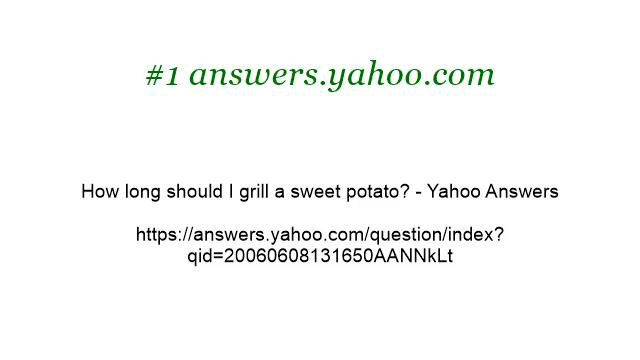 #1 answers.yahoo.com
How long should I grill a sweet potato? - Yahoo Answers
https://answers.yahoo.com/question/index?
qid=20060608131650AANNkLt